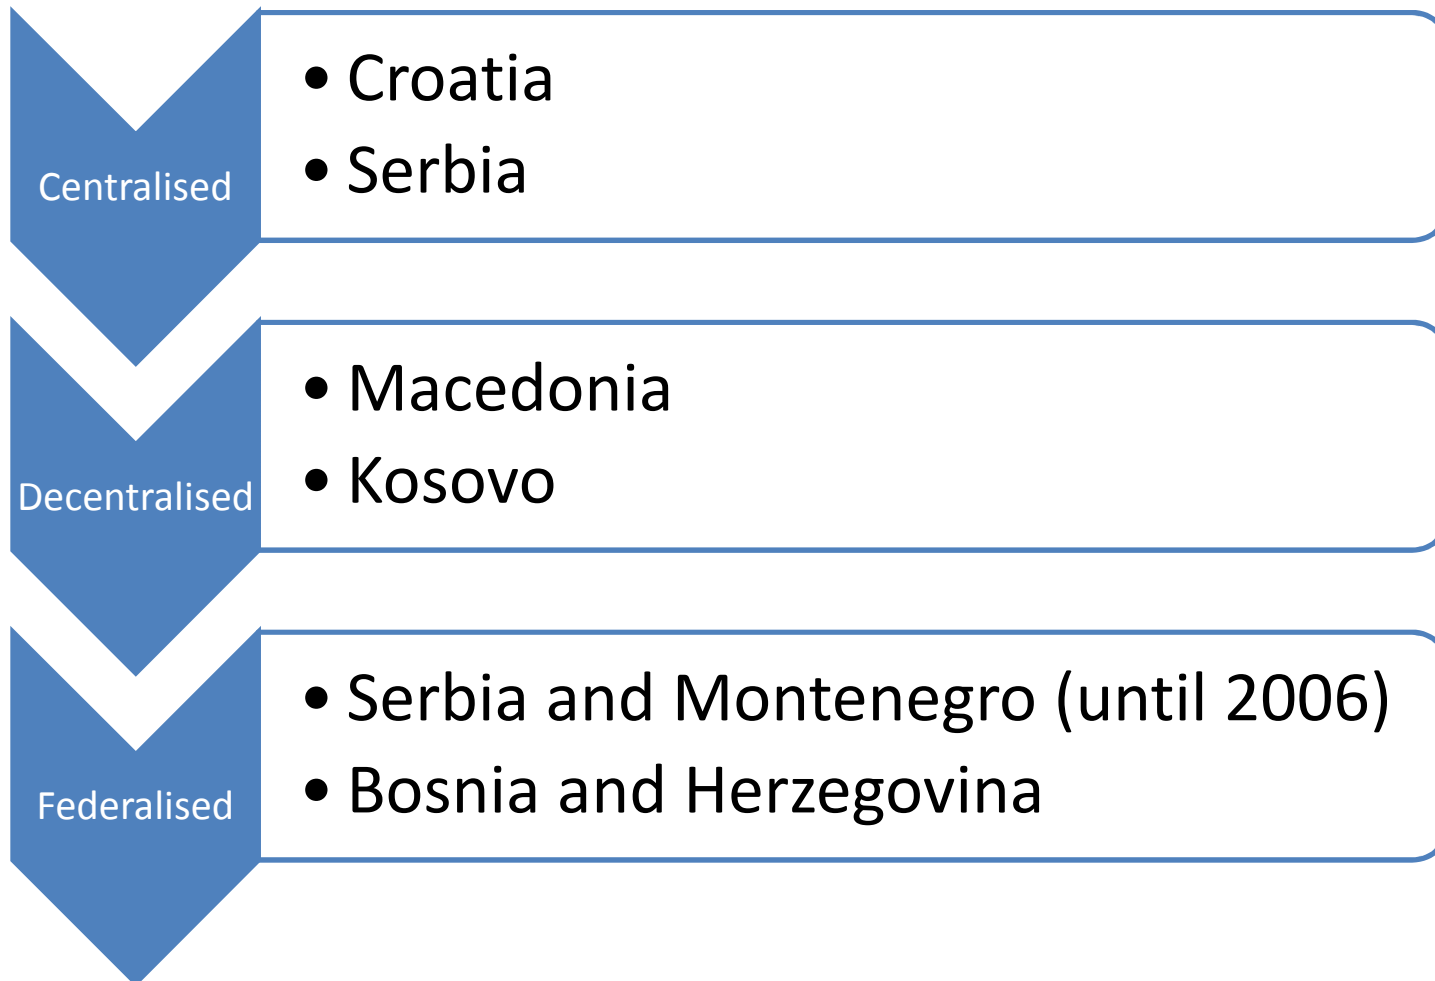 Centralised
• Croatia
• Serbia
Decentralised
• Macedonia
• Kosovo
Federalised
• Serbia and Montenegro (until 2006)
• Bosnia and Herzegovina